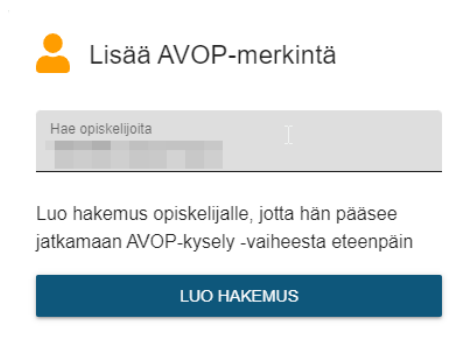 Lisää AVOP-merkintä
Hae opiskelijoita
Luo hakemus opiskelijalle, jotta hän pääsee
jatkamaan AVOP-kysely -vaiheesta eteenpäin
LUO HAKEMUS